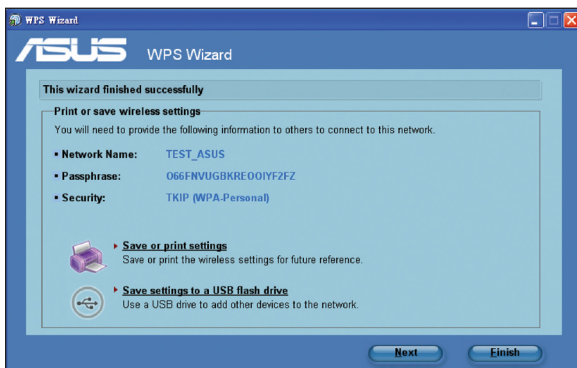 WPS Wizard
ASUS WPS Wizard
This wizard finished successfully
Print or save wireless settings
You will need to provide the following information to others to connect to this network.
▪ Network Name: TEST_ASUS
▪ Passphrase: O66FNVUGBKREOOIYF2FZ
▪ Security: TKIP (WPA-Personal)
Save or print settings
Save or print the wireless settings for future reference.
Save settings to a USB flash drive
Use a USB drive to add other devices to the network.
Next Finish